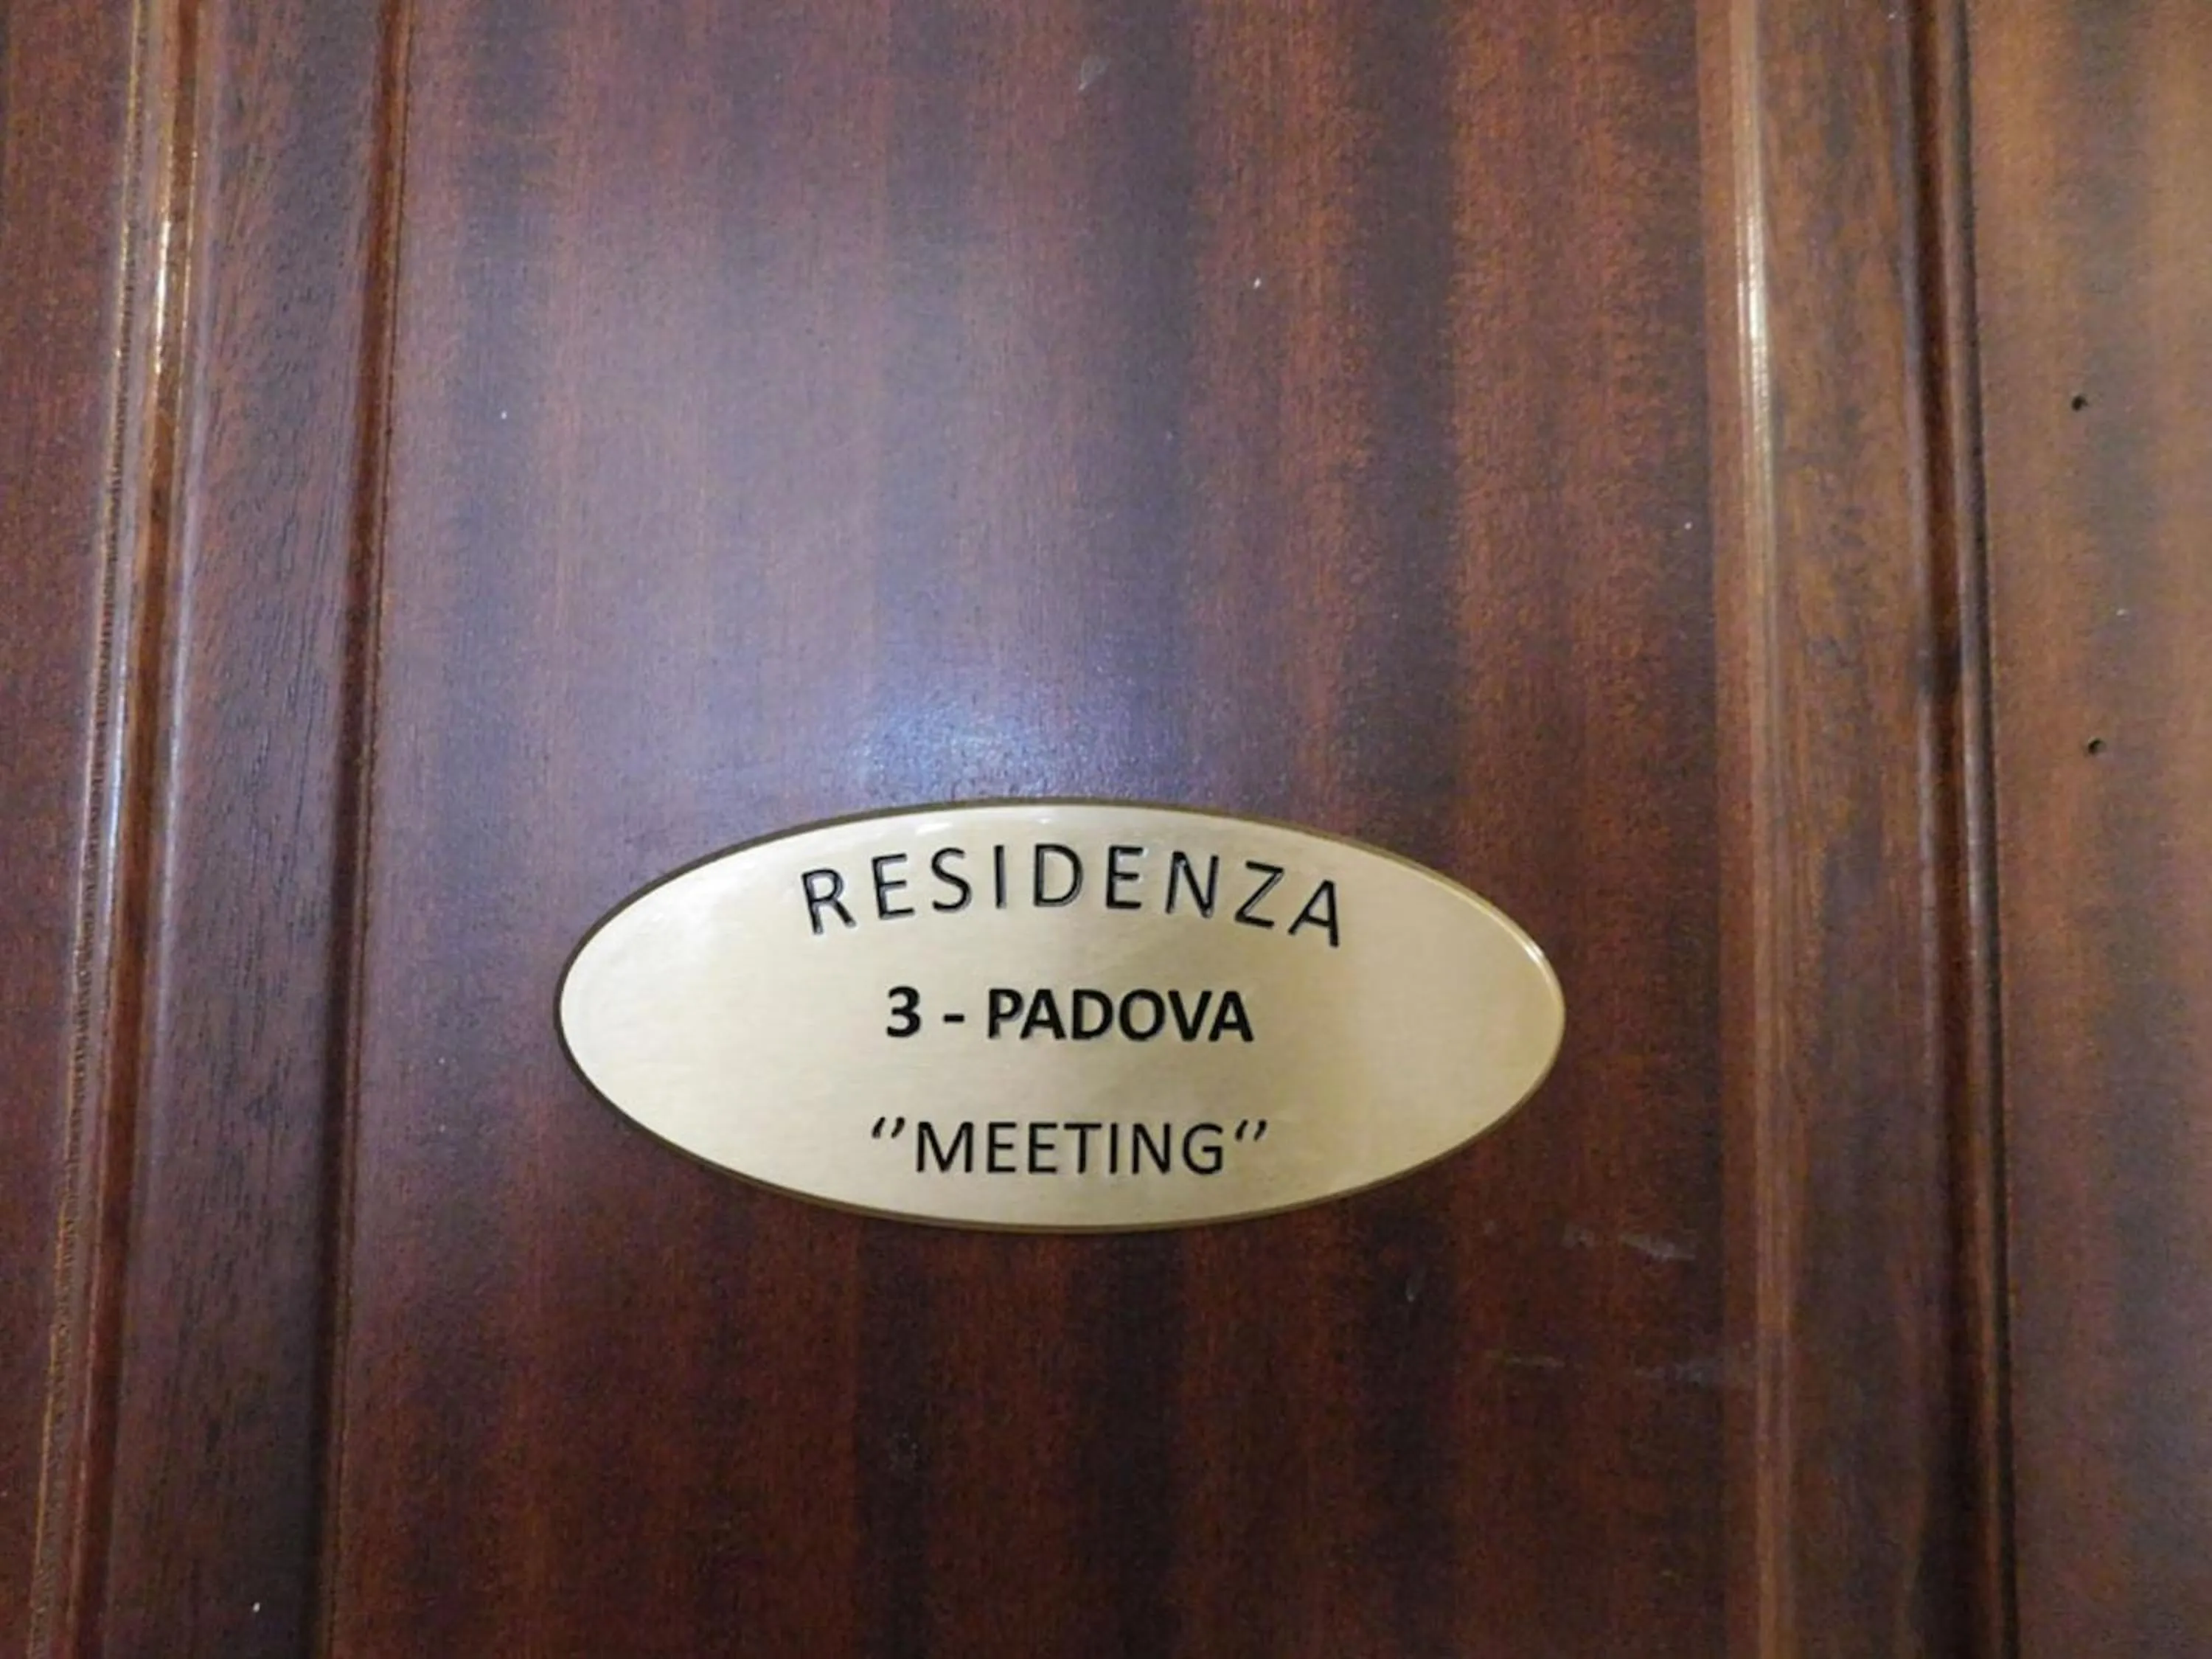 RESIDENZA
3 - PADOVA
‘’MEETING‘’